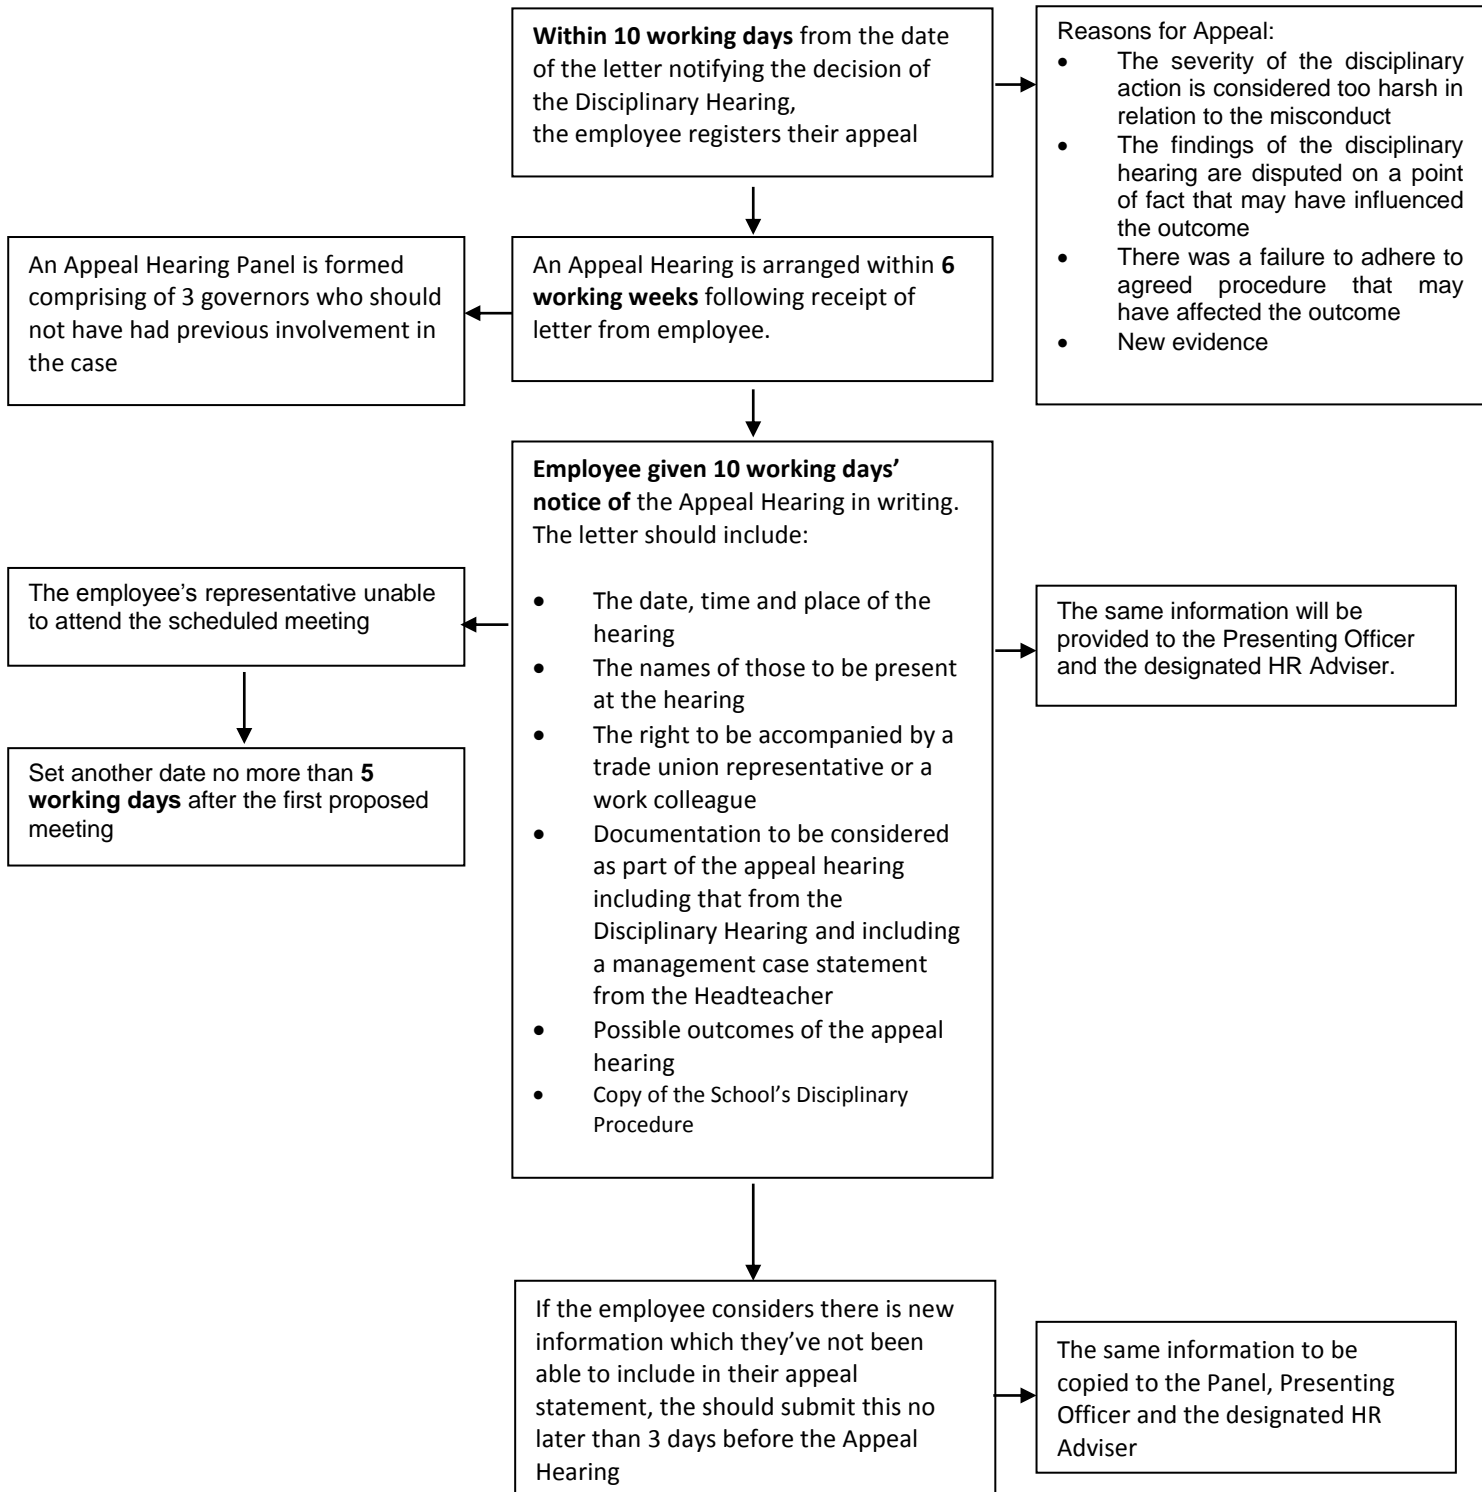 Within 10 working days from the date
of the letter notifying the decision of
the Disciplinary Hearing,
the employee registers their appeal
Reasons for Appeal:
• The severity of the disciplinary
action is considered too harsh in
relation to the misconduct
• The findings of the disciplinary
hearing are disputed on a point
of fact that may have influenced
the outcome
• There was a failure to adhere to
agreed procedure that may
have affected the outcome
• New evidence
An Appeal Hearing Panel is formed
comprising of 3 governors who should
not have had previous involvement in
the case
An Appeal Hearing is arranged within 6
working weeks following receipt of
letter from employee.
Employee given 10 working days’
notice of the Appeal Hearing in writing.
The letter should include:
• The date, time and place of the
hearing
• The names of those to be present
at the hearing
• The right to be accompanied by a
trade union representative or a
work colleague
• Documentation to be considered
as part of the appeal hearing
including that from the
Disciplinary Hearing and including
a management case statement
from the Headteacher
• Possible outcomes of the appeal
hearing
• Copy of the School’s Disciplinary
Procedure
The employee’s representative unable
to attend the scheduled meeting
Set another date no more than 5
working days after the first proposed
meeting
The same information will be
provided to the Presenting Officer
and the designated HR Adviser.
If the employee considers there is new
information which they’ve not been
able to include in their appeal
statement, the should submit this no
later than 3 days before the Appeal
Hearing
The same information to be
copied to the Panel, Presenting
Officer and the designated HR
Adviser